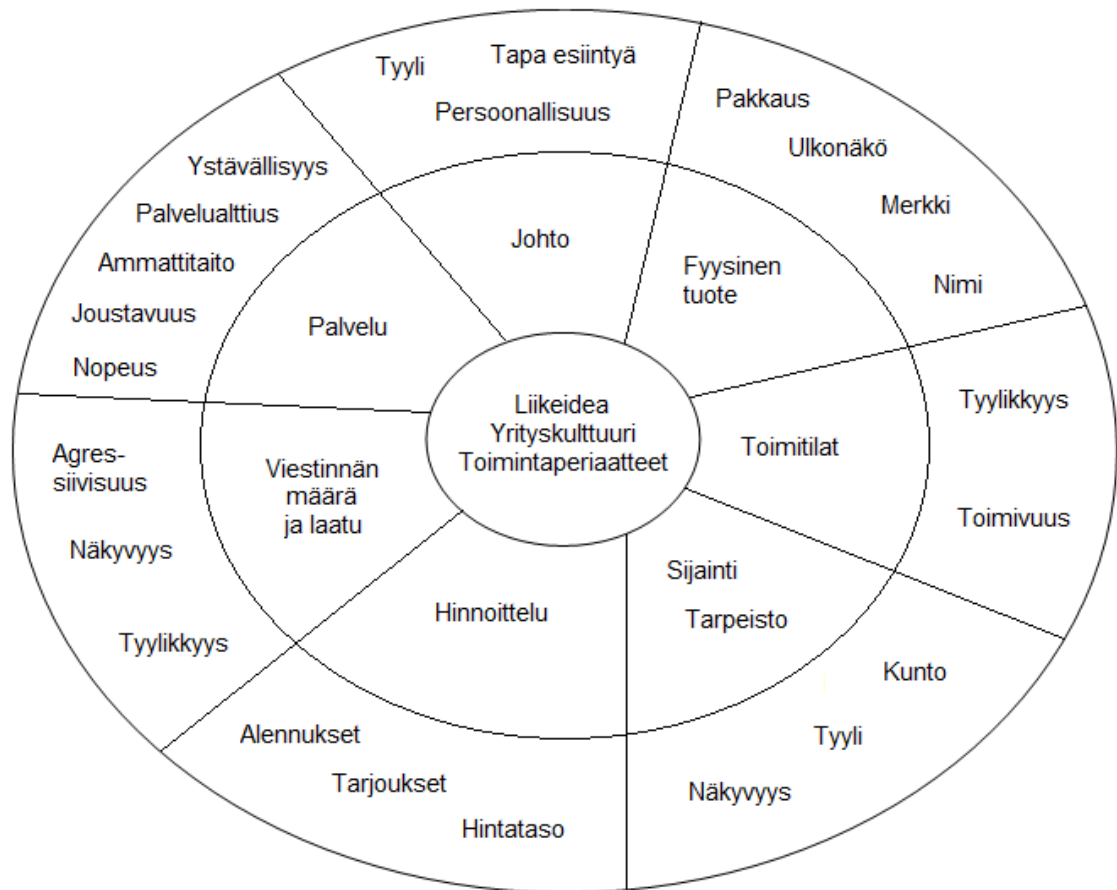 Tyyli
Tapa esiintyä
Persoonallisuus
Pakkaus
Ulkonäkö
Merkki
Nimi
Ystävällisyys
Palvelualttius
Ammattitaito
Joustavuus
Nopeus
Johto
Fyysinen
tuote
Palvelu
Liikeidea
Yrityskulttuuri
Toimintaperiaatteet
Toimitilat
Tyylikkyys
Toimivuus
Agres-
siivisuus
Näkyvyys
Tyylikkyys
Viestinnän
määrä
ja laatu
Hinnoittelu
Sijainti
Tarpeisto
Kunto
Tyyli
Näkyvyys
Alennukset
Tarjoukset
Hintataso